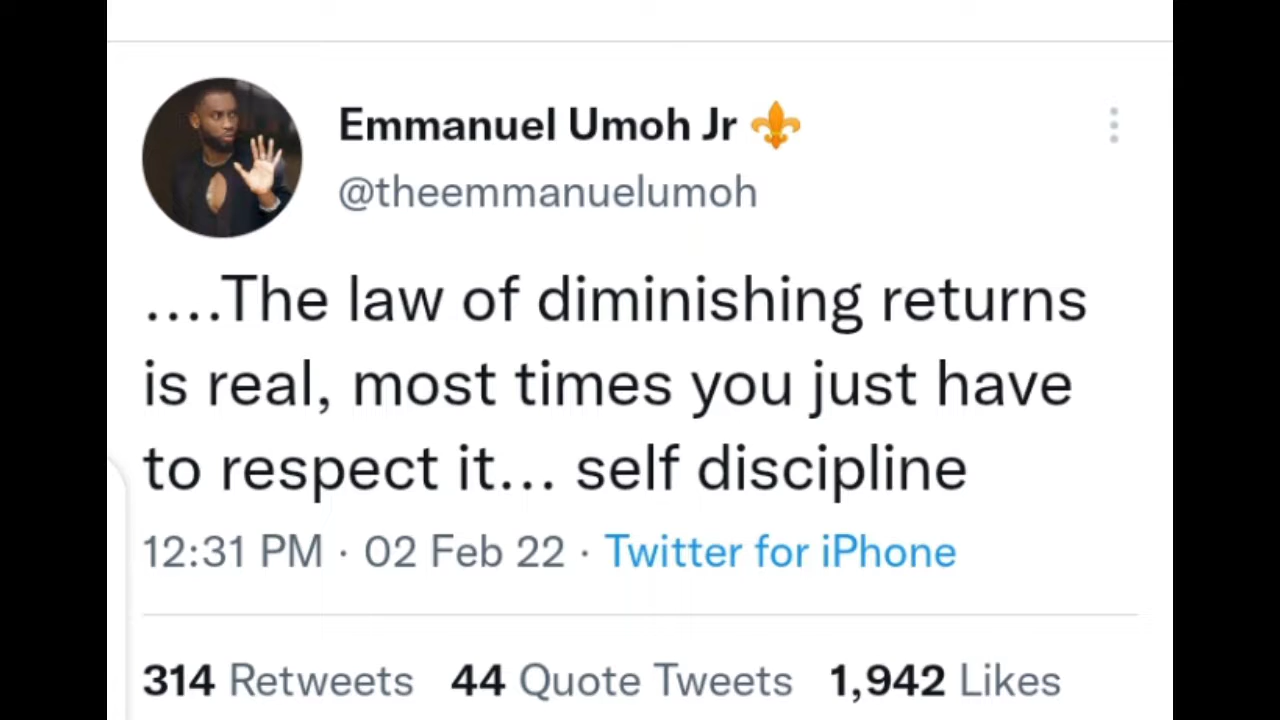 Emmanuel Umoh Jr ⚜️
@theemmanuelumoh
....The law of diminishing returns
is real, most times you just have
to respect it... self discipline
12:31 PM · 02 Feb 22 · Twitter for iPhone
314 Retweets 44 Quote Tweets 1,942 Likes